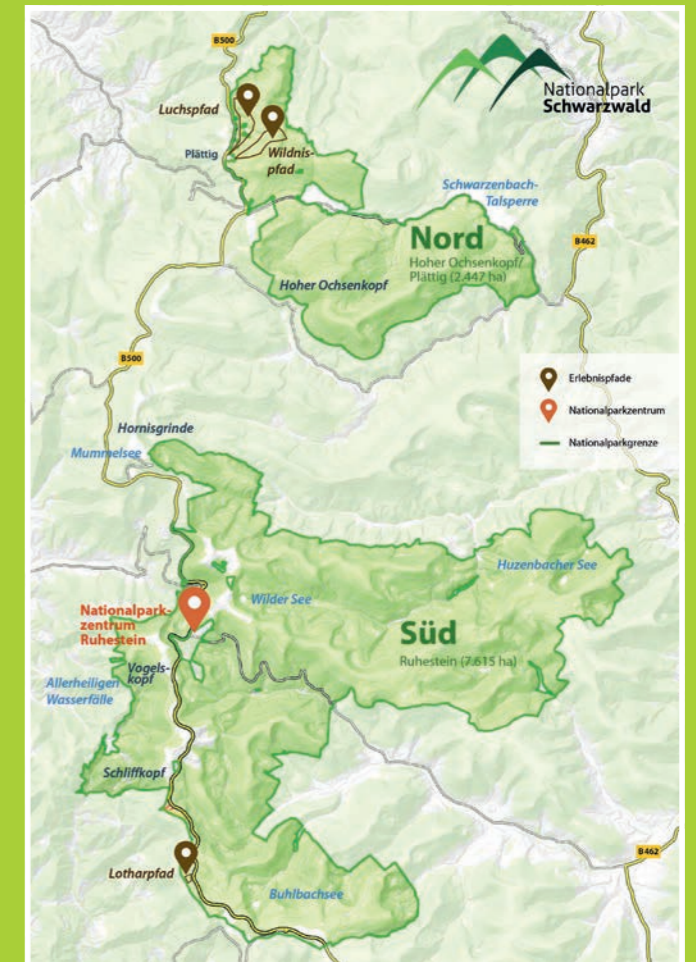 B500
Nationalpark
Schwarzwald
Luchspfad
Plättig
Wildnis-
pfad
Schwarzenbach-
Talsperre
Nord
Hoher Ochsenkopf/
Plättig (2.447 ha)
B462
Hoher Ochsenkopf
B500
Erlebnispfade
Nationalparkzentrum
Nationalparkgrenze
Hornisgrinde
Mummelsee
Huzenbacher See
Wilder See
Nationalpark-
zentrum
Ruhestein
Süd
Ruhestein (7.615 ha)
Vogels-
kopf
Allerheiligen
Wasserfälle
Schliffkopf
B462
Lotharpfad
Buhlbachsee